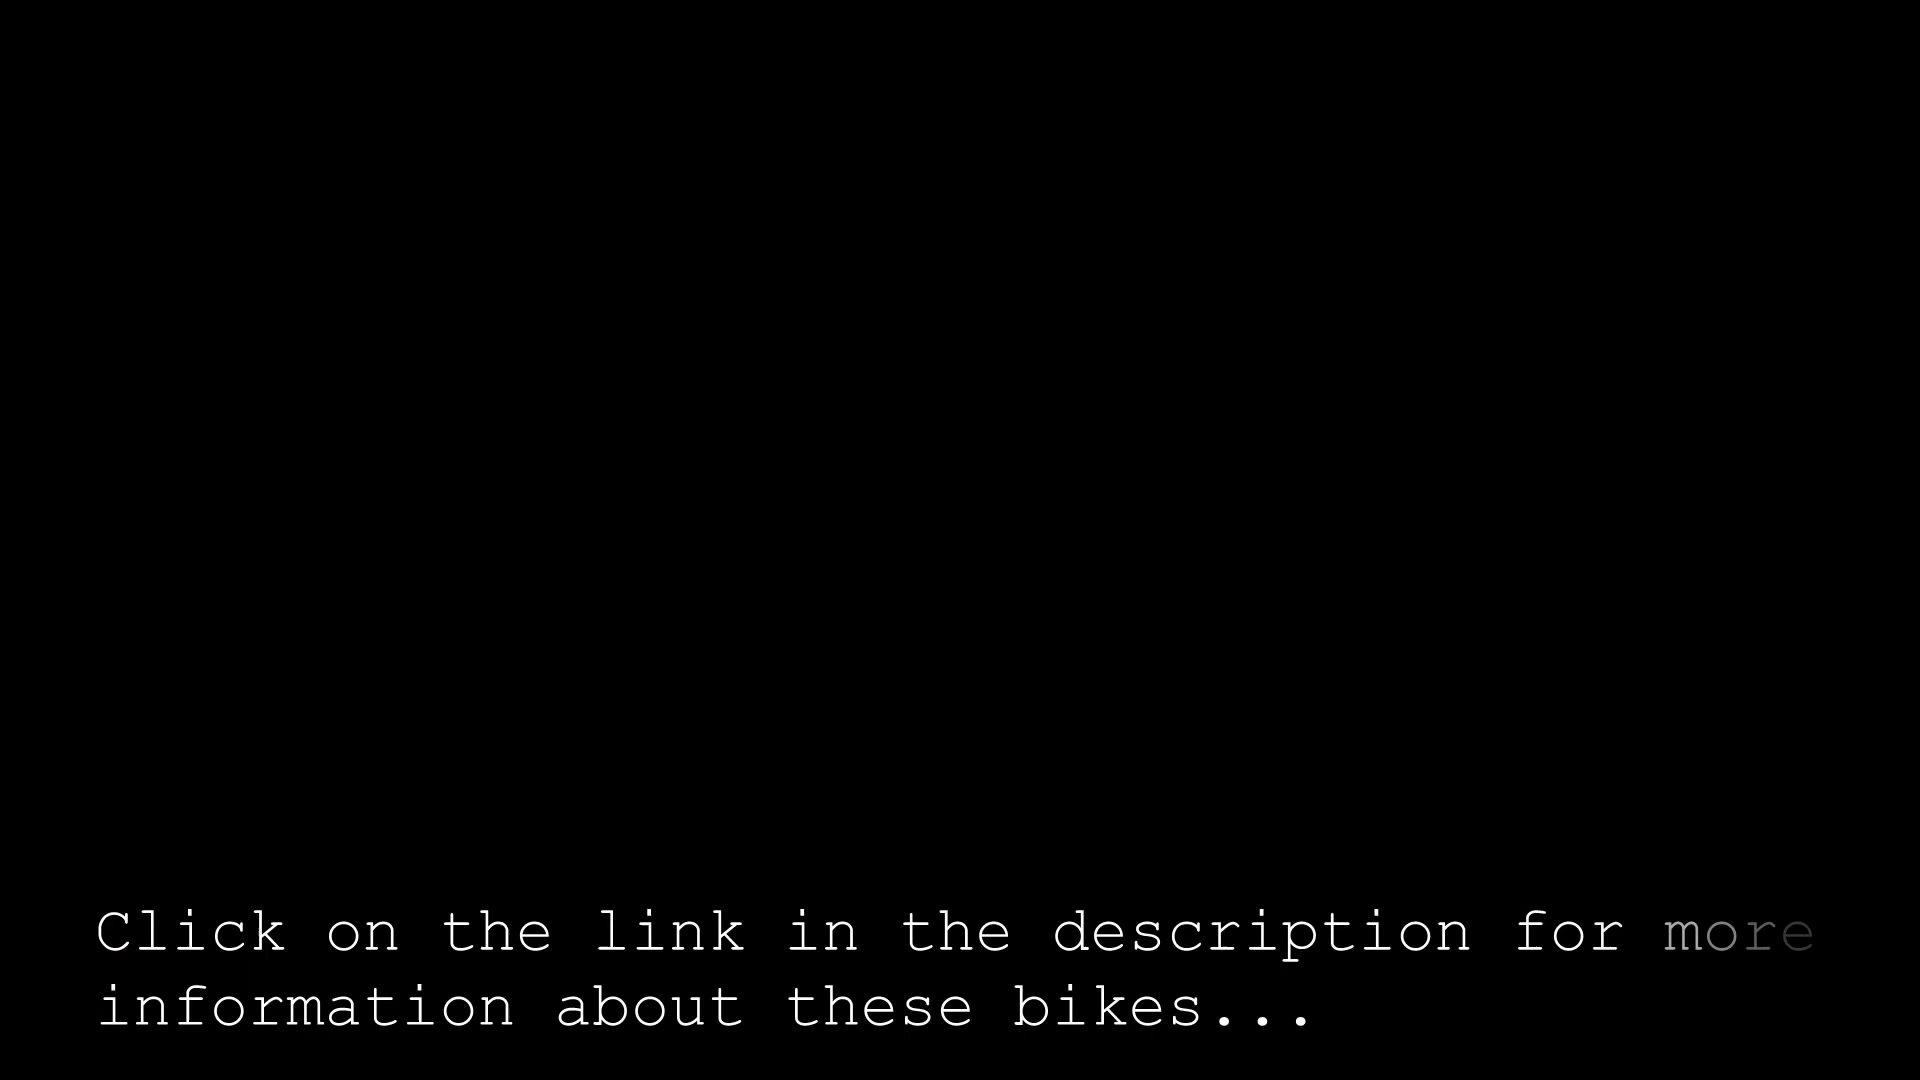 Click on the link in the description for more
information about these bikes...